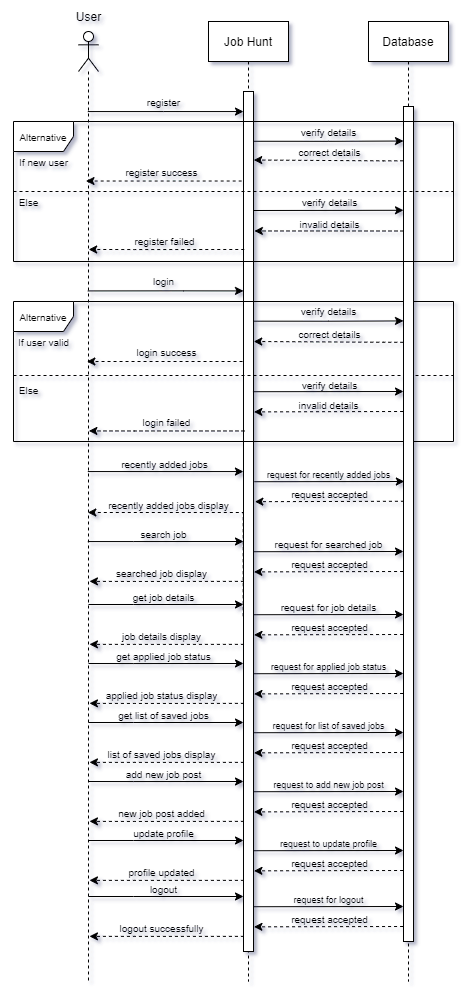 User
Job Hunt
Database
register
Alternative
verify details
correct details
If new user
register success
Else
verify details
invalid details
register failed
login
Alternative
verify details
correct details
If user valid
login success
Else
verify details
invalid details
login failed
recently added jobs
request for recently added jobs
request accepted
recently added jobs display
search job
request for searched job
request accepted
searched job display
get job details
request for job details
request accepted
job details display
get applied job status
request for applied job status
request accepted
applied job status display
get list of saved jobs
request for list of saved jobs
request accepted
list of saved jobs display
add new job post
request to add new job post
request accepted
new job post added
update profile
request to update profile
request accepted
profile updated
logout
request for logout
request accepted
logout successfully